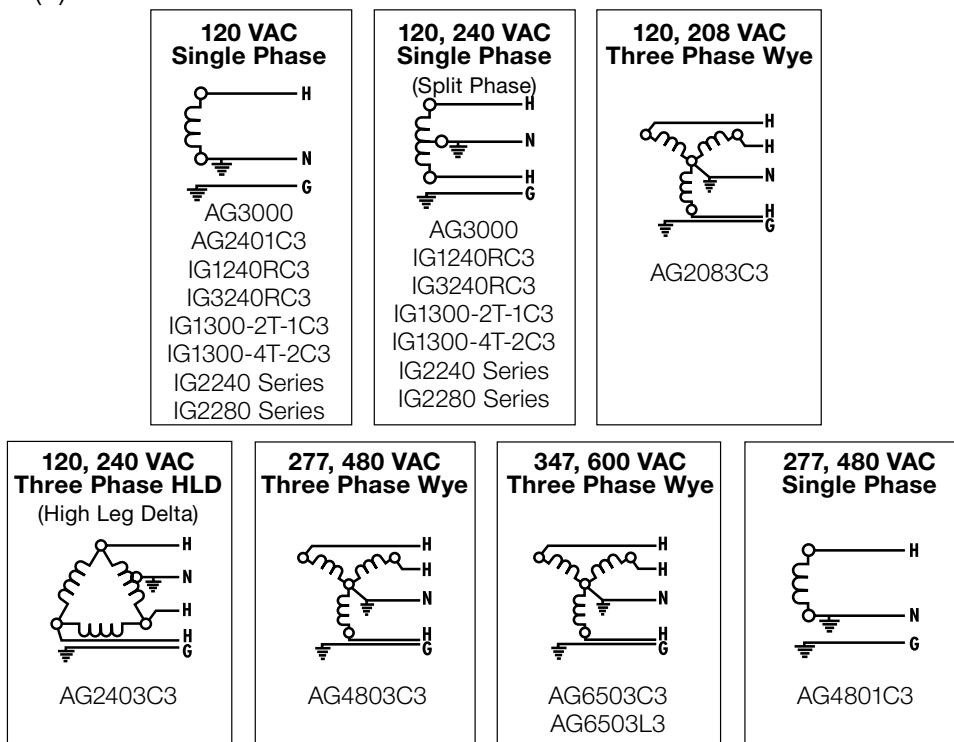 120 VAC
Single Phase
H
N
G
AG3000
AG2401C3
IG1240RC3
IG3240RC3
IG1300-2T-1C3
IG1300-4T-2C3
IG2240 Series
IG2280 Series
120, 240 VAC
Single Phase
(Split Phase)
H
N
H
G
AG3000
IG1240RC3
IG3240RC3
IG1300-2T-1C3
IG1300-4T-2C3
IG2240 Series
IG2280 Series
120, 208 VAC
Three Phase Wye
H
H
N
H
G
AG2083C3
120, 240 VAC
Three Phase HLD
(High Leg Delta)
H
N
H
H
G
AG2403C3
277, 480 VAC
Three Phase Wye
H
H
N
H
G
AG4803C3
347, 600 VAC
Three Phase Wye
H
H
N
H
G
AG6503C3
AG6503L3
277, 480 VAC
Single Phase
H
N
G
AG4801C3